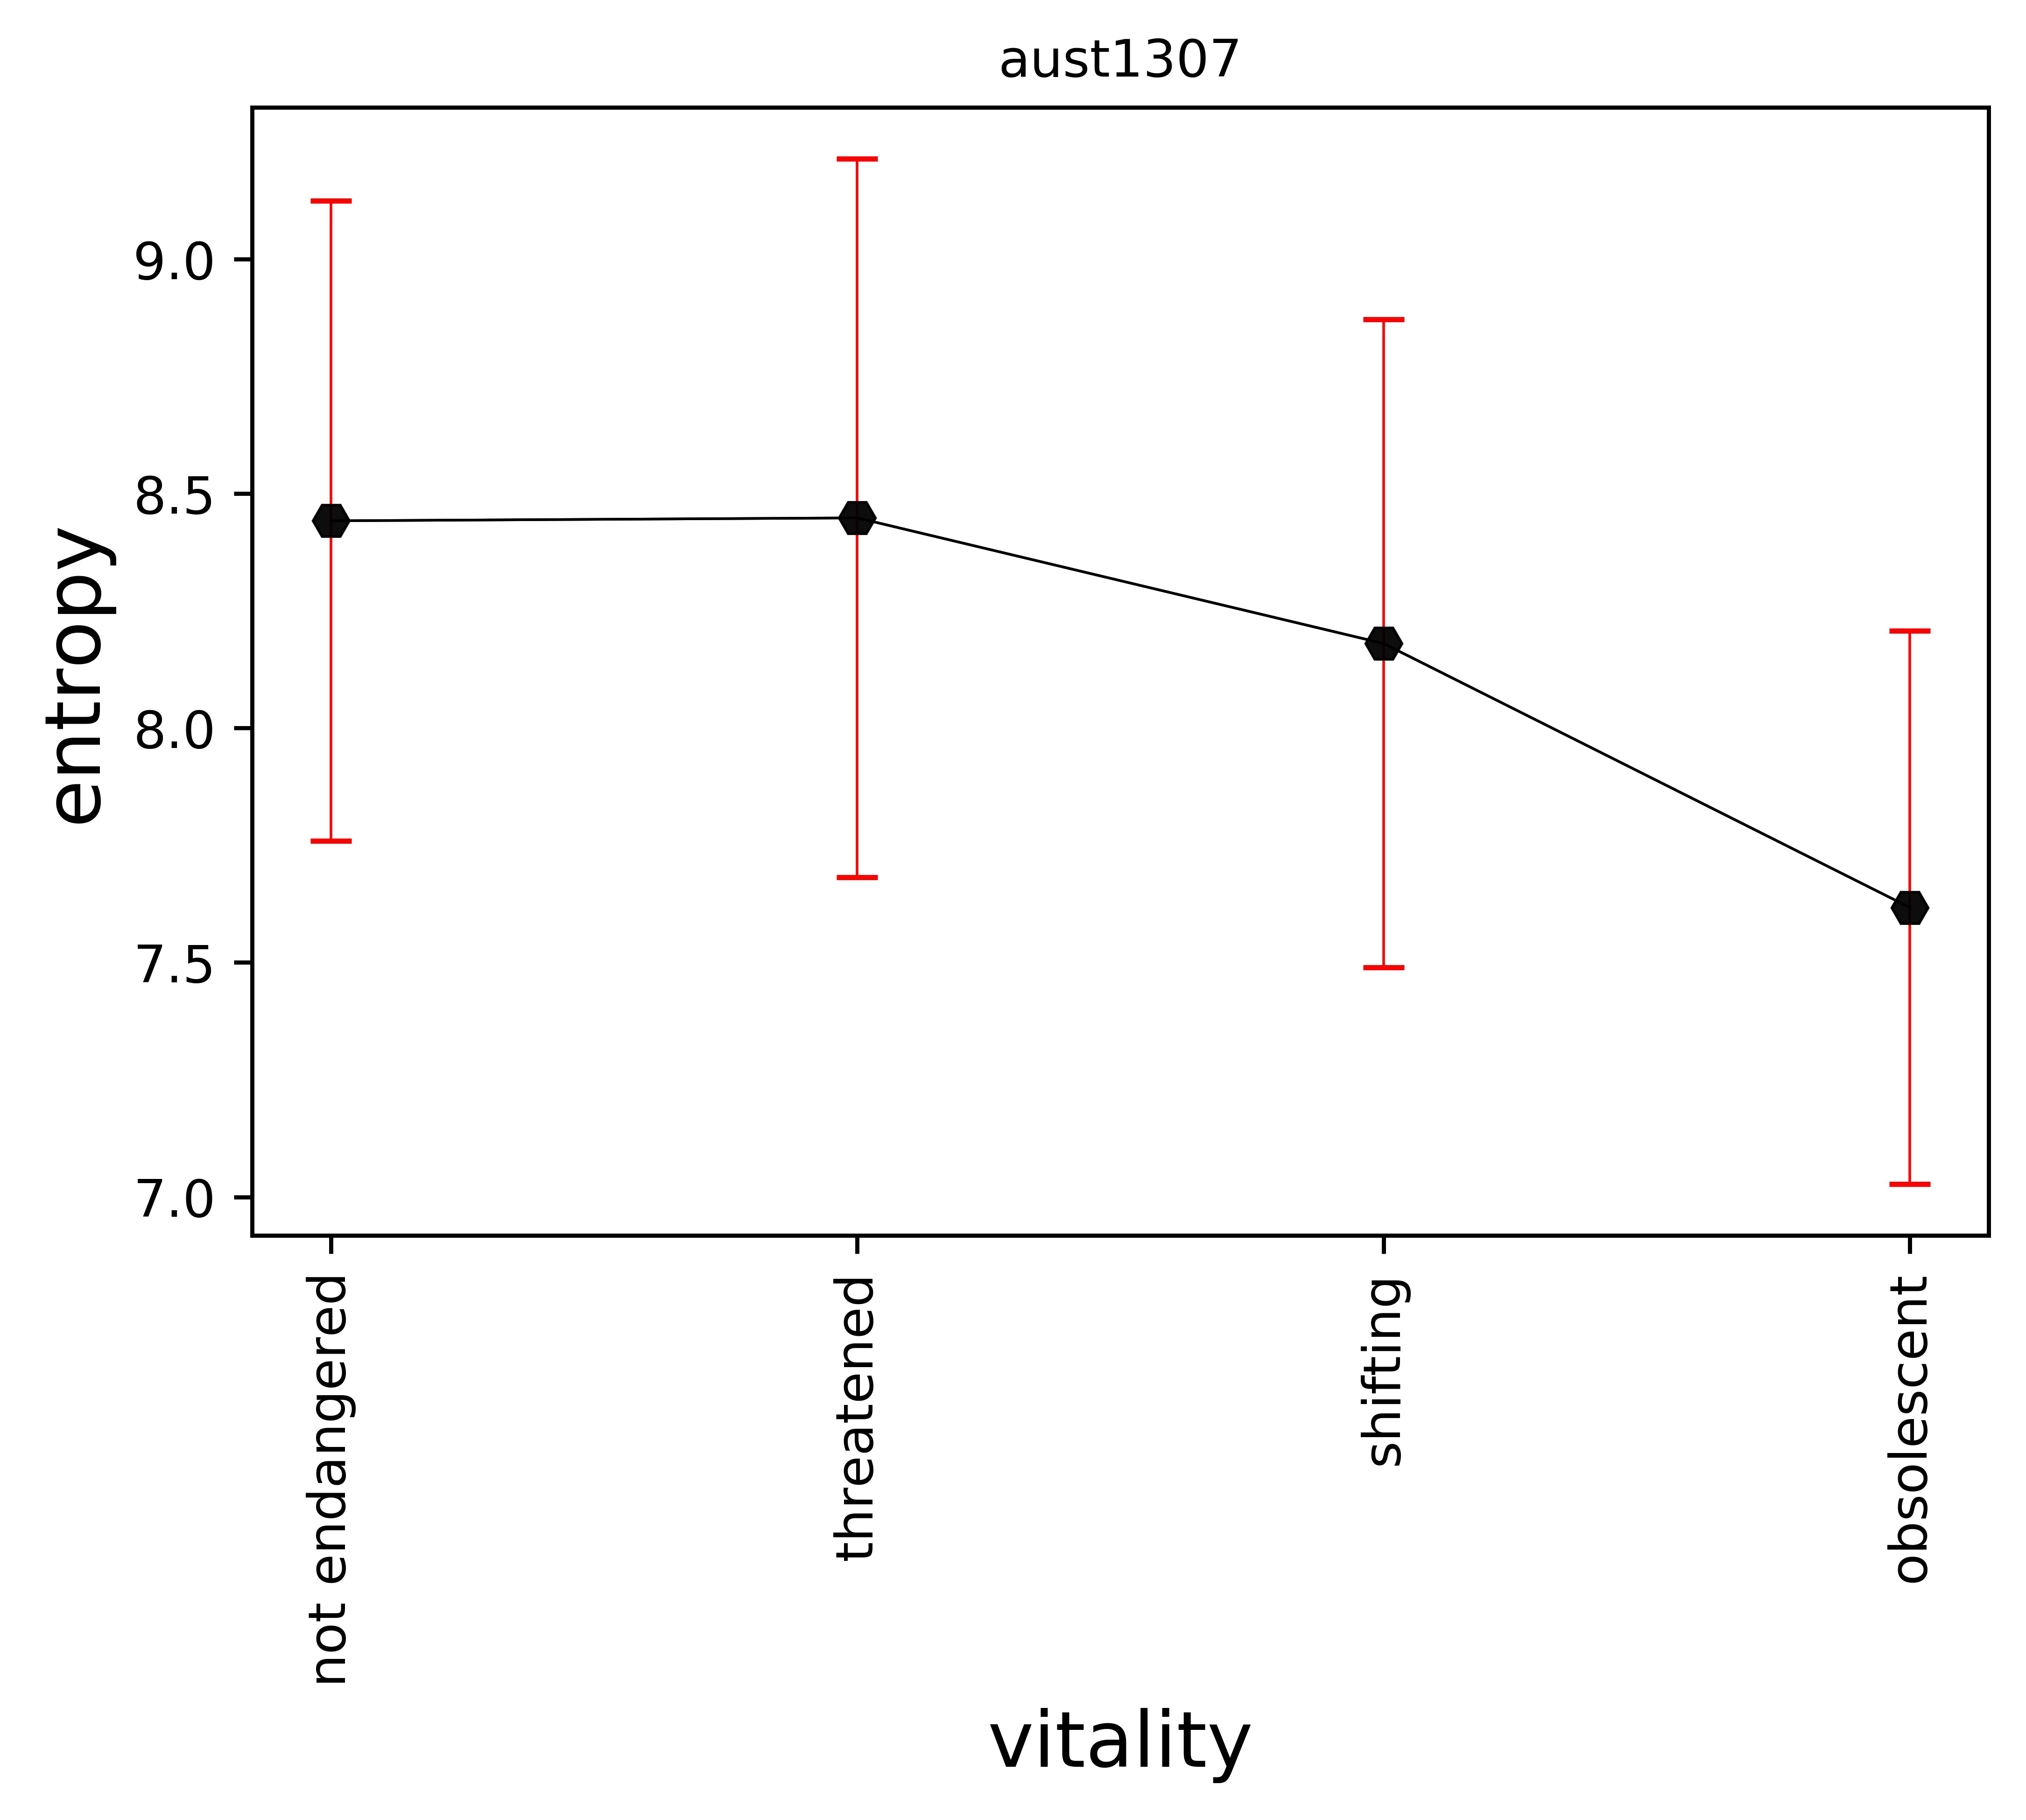 aust1307
entropy
9.0
8.5
8.0
7.5
7.0
not endangered
threatened
shifting
obsolescent
vitality